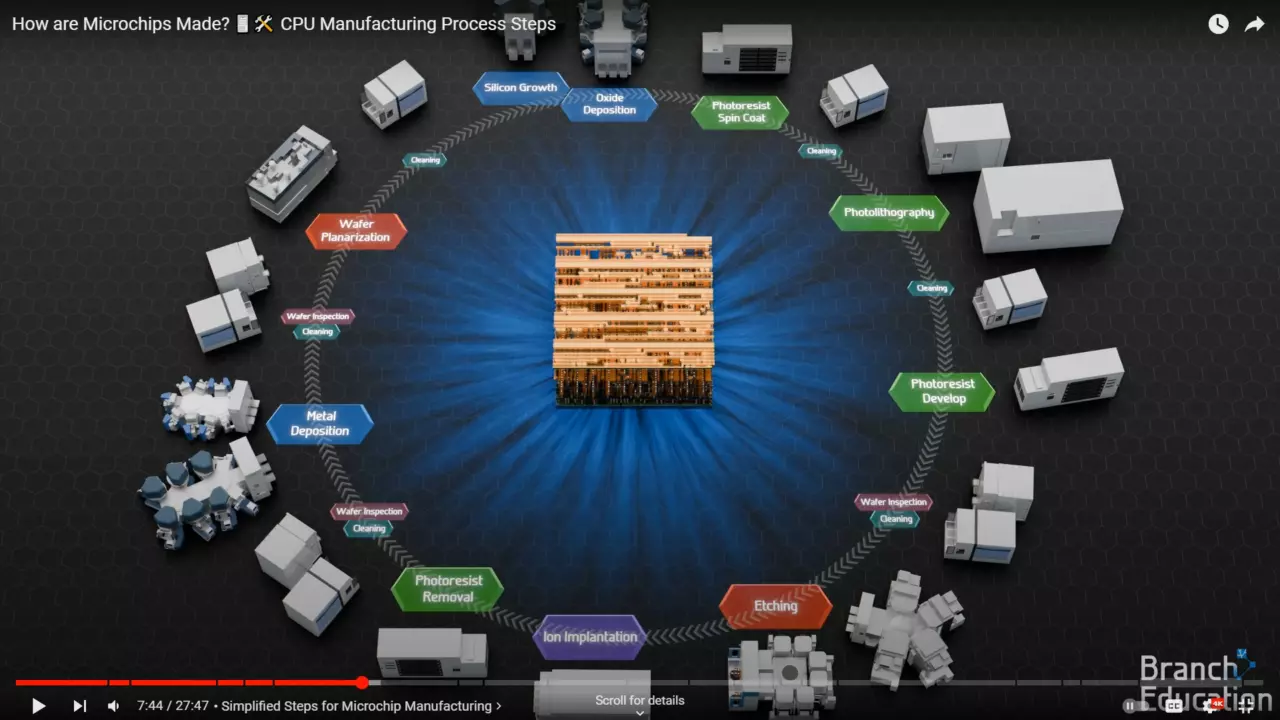 How are Microchips Made? 🖥️🛠️ CPU Manufacturing Process Steps
Silicon Growth
Oxide
Deposition
Photoresist
Spin Coat
Cleaning
Cleaning
Photolithography
Wafer
Planarization
Cleaning
Wafer Inspection
Cleaning
Photoresist
Develop
Metal
Deposition
Wafer Inspection
Cleaning
Wafer Inspection
Cleaning
Photoresist
Removal
Etching
Ion Implantation
Branch
Education
Scroll for details
7:44 / 27:47 • Simplified Steps for Microchip Manufacturing >
CC
4K